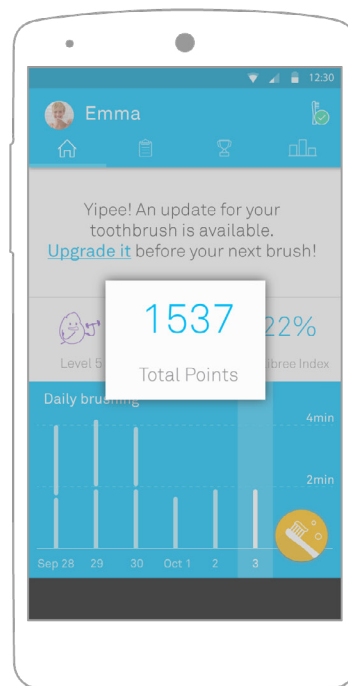 12:30
Emma
Yipee! An update for your
toothbrush is available.
Upgrade it before your next brush!
1537
Total Points
Level 5
22%
Index
Daily brushing
4min
2min
Sep 28 29 30 Oct 1 2 3